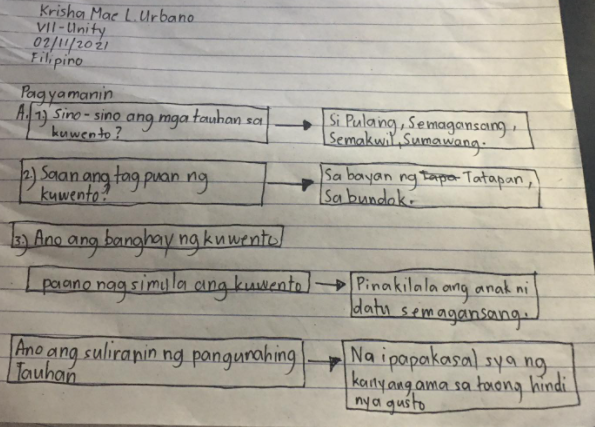 Krisha Mae L. Urbano
VII-Unity
02/11/2021
Filipino
Pagyamanin
A. 1) Sino-sino ang mga tauhan sa
kuwento?
Si Pulang, Semagansang,
Semakwil, Sumawang.
2) Saan ang tagpuan ng
kuwento?
Sa bayan ng Tapa Tatapan,
Sa bundok.
3.) Ano ang banghay ng kuwento
paano nagsimula ang kuwento
Pinakilala ang anak ni
datu semagansang.
Ano ang suliranin ng pangunahing
Tauhan
Na ipapakasal sya ng
kanyang ama sa taong hindi
nya gusto